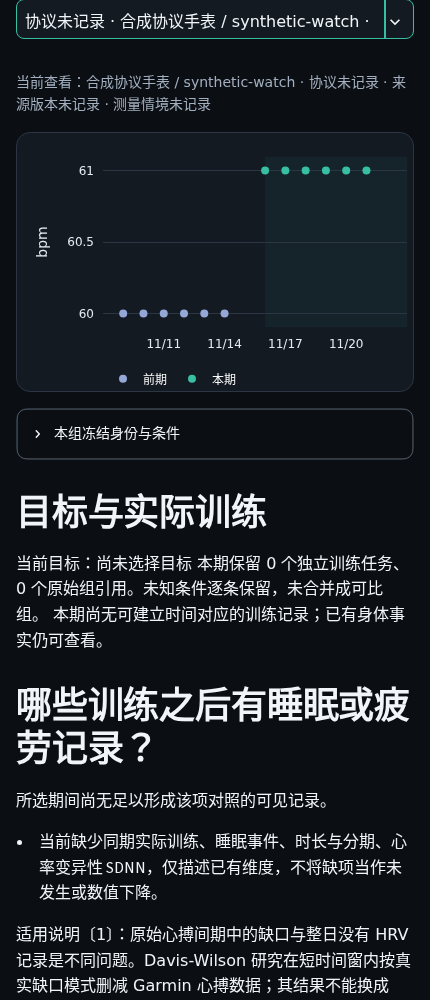 协议未记录 · 合成协议手表 / synthetic-watch ·
当前查看：合成协议手表 / synthetic-watch · 协议未记录 · 来
源版本未记录 · 测量情境未记录
61
60.5
60
bpm
11/11 11/14 11/17 11/20
前期 本期
本组冻结身份与条件
目标与实际训练
当前目标：尚未选择目标 本期保留 0 个独立训练任务、
0 个原始组引用。未知条件逐条保留，未合并成可比
组。 本期尚无可建立时间对应的训练记录；已有身体事
实仍可查看。
哪些训练之后有睡眠或疲
劳记录？
所选期间尚无足以形成该项对照的可见记录。
• 当前缺少同期实际训练、睡眠事件、时长与分期、心
率变异性 SDNN，仅描述已有维度，不将缺项当作未
发生或数值下降。
适用说明〔1〕：原始心搏间期中的缺口与整日没有 HRV
记录是不同问题。Davis-Wilson 研究在短时间窗内按真
实缺口模式删减 Garmin 心搏数据；其结果不能换成